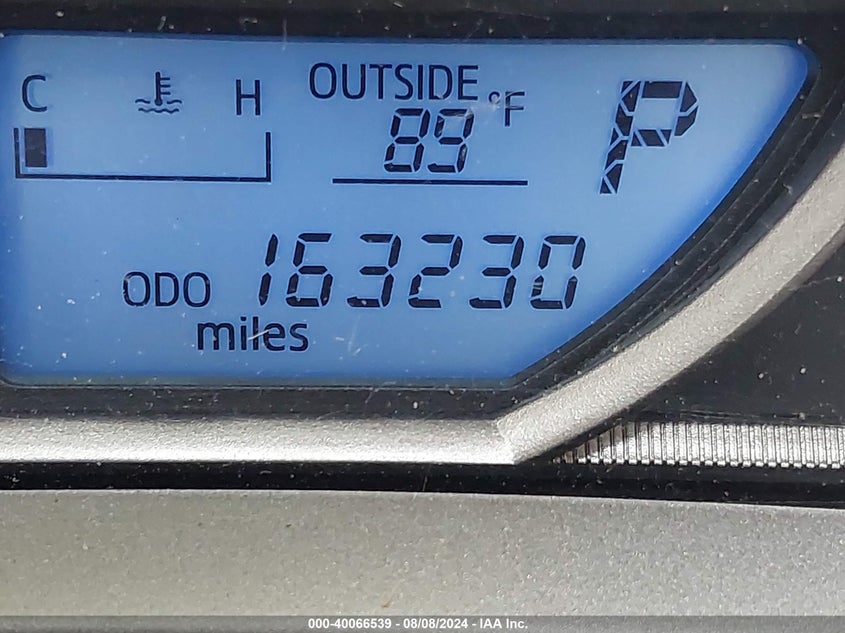 C H OUTSIDE
89 °F P
ODO 163230
miles
000-40066539 - 08/08/2024 - IAA Inc.